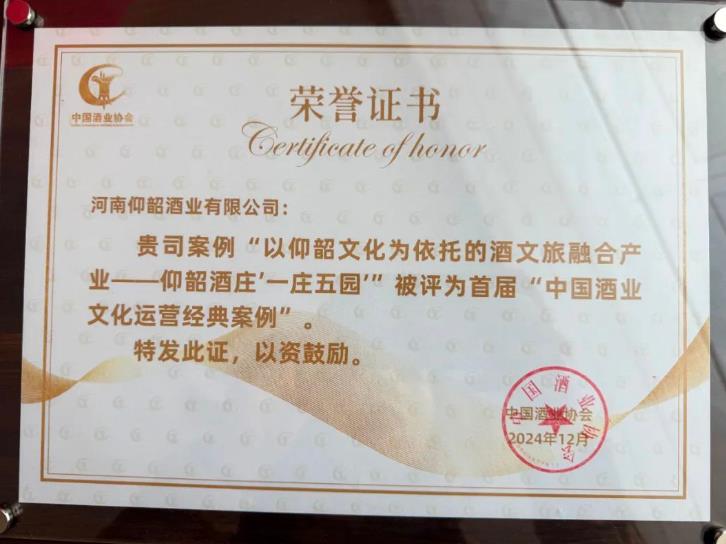 中国酒业协会
荣誉证书
Certificate of honor
河南仰韶酒业有限公司：
贵司案例“以仰韶文化为依托的酒文旅融合产
业——仰韶酒庄‘一庄五园’”被评为首届“中国酒业
文化运营经典案例”。
特发此证，以资鼓励。
中国酒业协会
中国酒业协会
2024年12月